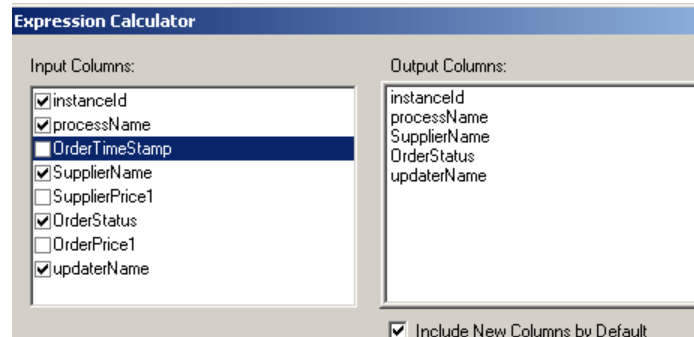 Expression Calculator
Input Columns:
instanceId
processName
OrderTimeStamp
SupplierName
SupplierPrice1
OrderStatus
OrderPrice1
updaterName
Output Columns:
instanceId
processName
SupplierName
OrderStatus
updaterName
Include New Columns by Default